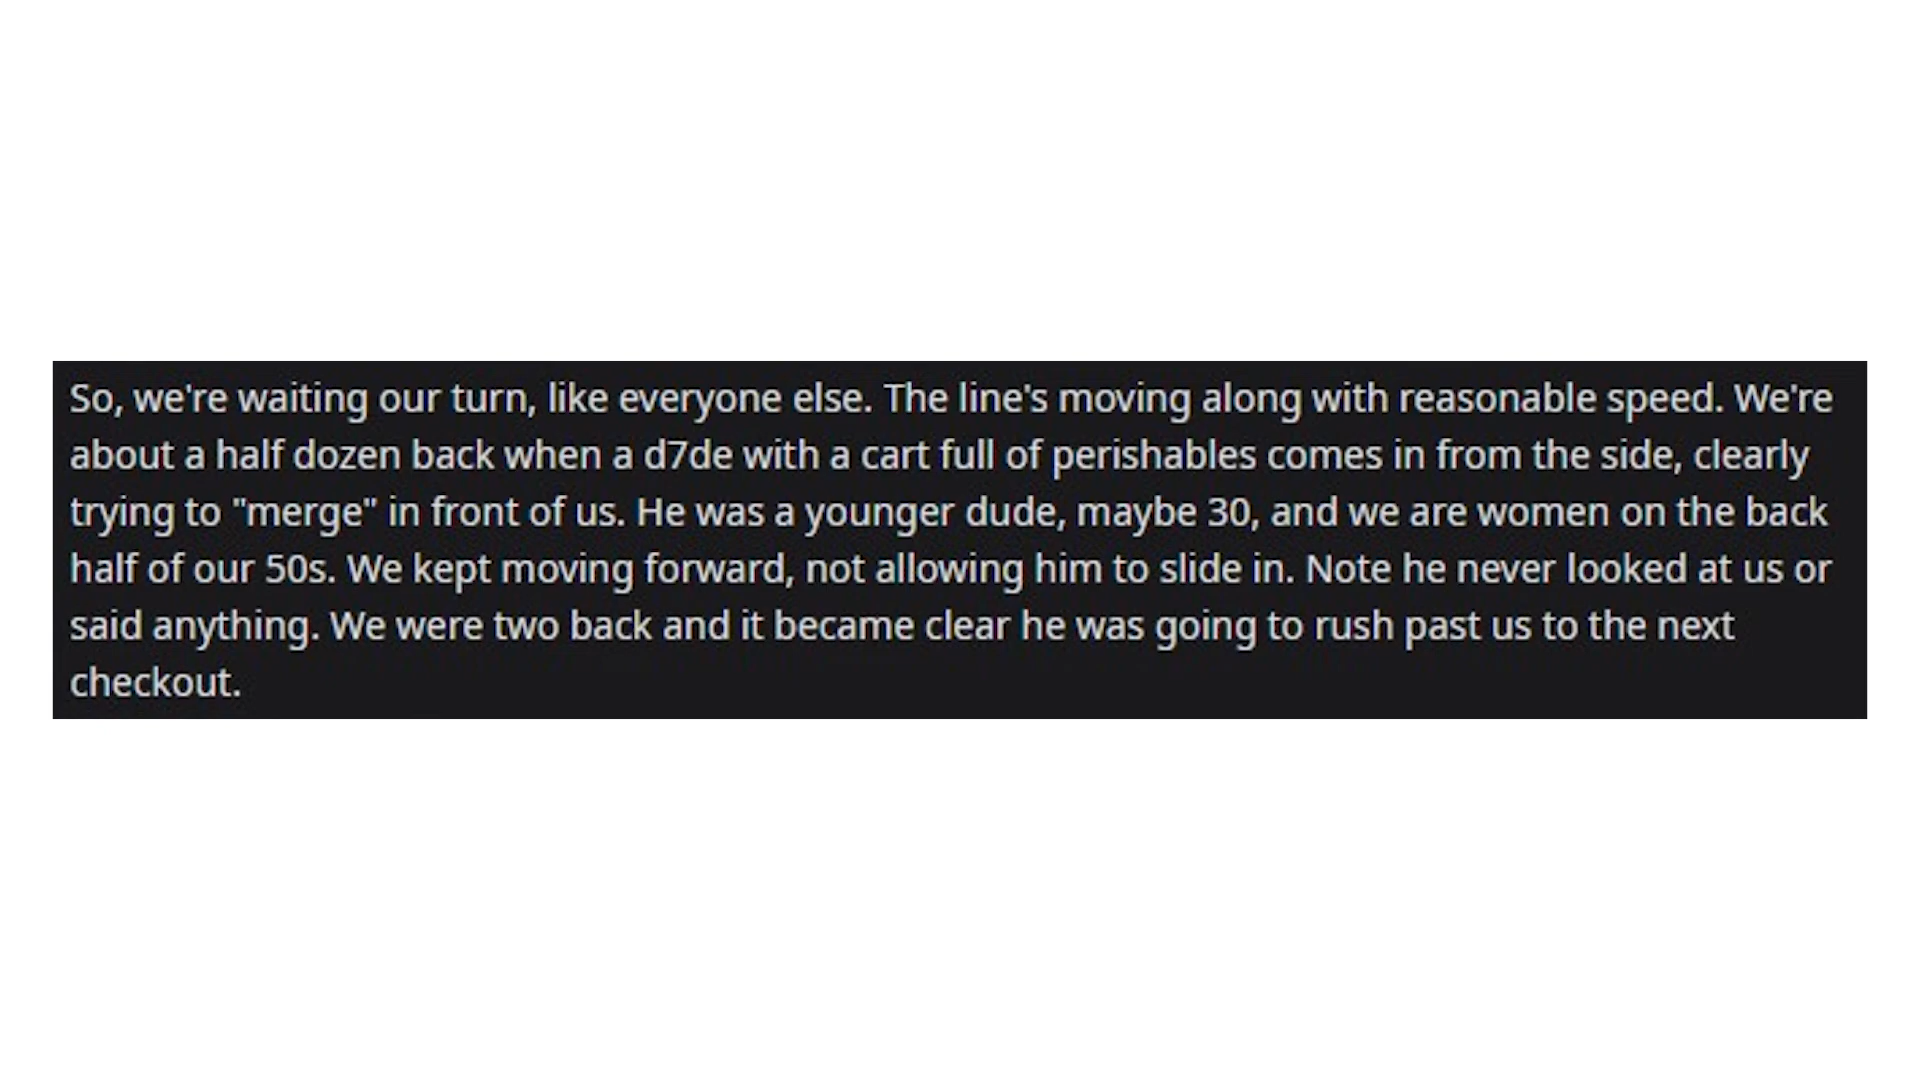 So, we're waiting our turn, like everyone else. The line's moving along with reasonable speed. We're
about a half dozen back when a d7de with a cart full of perishables comes in from the side, clearly
trying to "merge" in front of us. He was a younger dude, maybe 30, and we are women on the back
half of our 50s. We kept moving forward, not allowing him to slide in. Note he never looked at us or
said anything. We were two back and it became clear he was going to rush past us to the next
checkout.